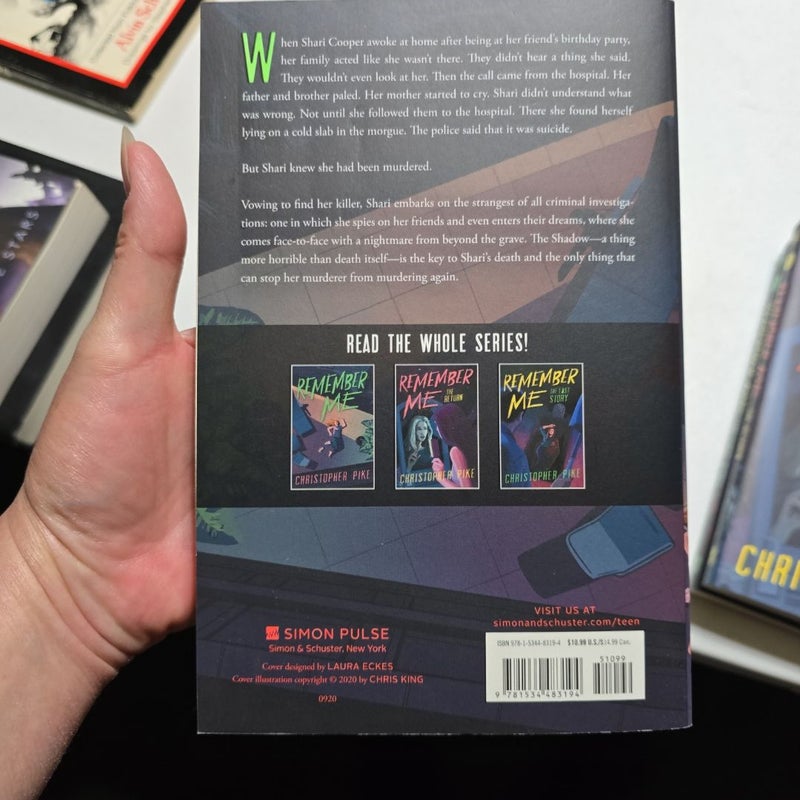 When Shari Cooper awoke at home after being at her friend's birthday party,
her family acted like she wasn't there. They didn't hear a thing she said.
They wouldn't even look at her. Then the call came from the hospital. Her
father and brother paled. Her mother started to cry. Shari didn't understand what
was wrong. Not until she followed them to the hospital. There she found herself
lying on a cold slab in the morgue. The police said that it was suicide.
But Shari knew she had been murdered.
Vowing to find her killer, Shari embarks on the strangest of all criminal investiga-
tions: one in which she spies on her friends and even enters their dreams, where she
comes face-to-face with a nightmare from beyond the grave. The Shadow—a thing
more horrible than death itself—is the key to Shari's death and the only thing that
can stop her murderer from murdering again.
READ THE WHOLE SERIES!
REMEMBER
ME
CHRISTOPHER PIKE
REMEMBER
ME THE
RETURN
CHRISTOPHER PIKE
REMEMBER
ME THE LAST
STORY
CHRISTOPHER PIKE
SIMON PULSE
Simon & Schuster, New York
Cover designed by LAURA ECKES
Cover illustration copyright © 2020 by CHRIS KING
0920
VISIT US AT
simonandschuster.com/teen
ISBN 978-1-5344-8319-4 $10.99 U.S./$14.99 Can.
51099
9 781534 483194
E STARS
CHRI